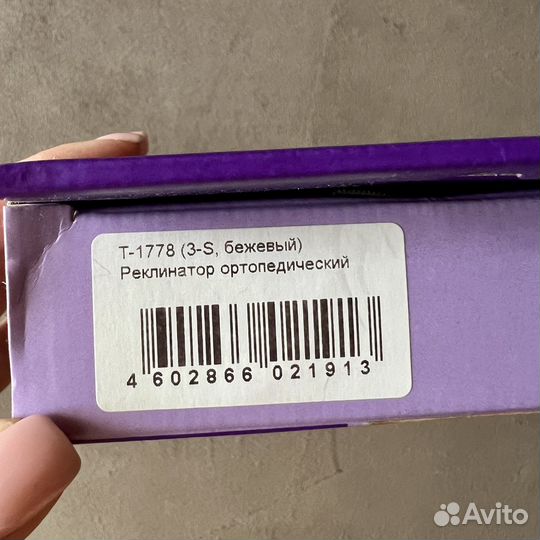 T-1778 (3-S, бежевый)
Реклинатор ортопедический
4 602866 021913
Avito